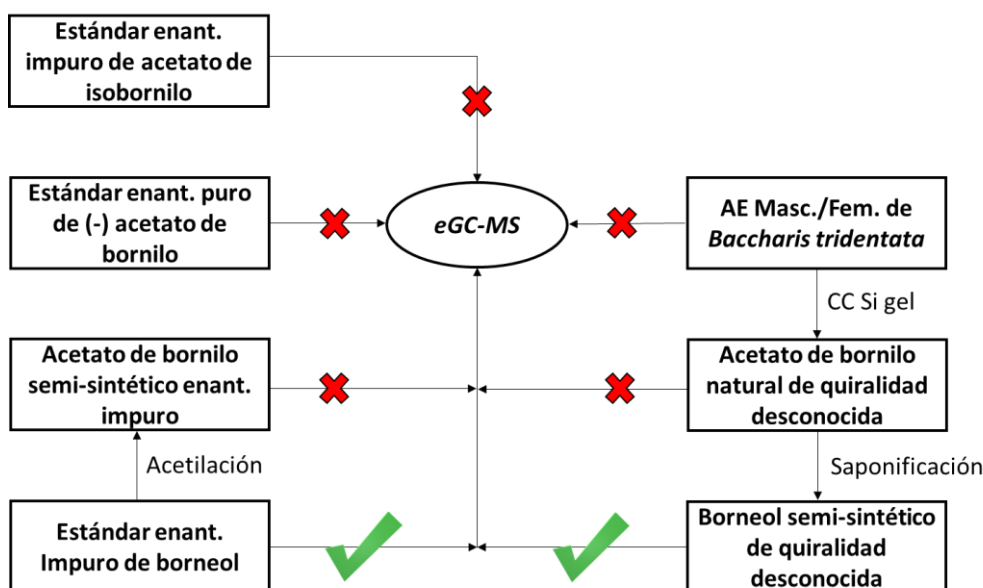 Estándar enant.
impuro de acetato de
isobornilo
Estándar enant. puro
de (-) acetato de
bornilo
eGC-MS
AE Masc./Fem. de
Baccharis tridentata
CC Si gel
Acetato de bornilo
semi-sintético enant.
impuro
Acetato de bornilo
natural de quiralidad
desconocida
Acetilación
Saponificación
Estándar enant.
Impuro de borneol
Borneol semi-sintético
de quiralidad
desconocida